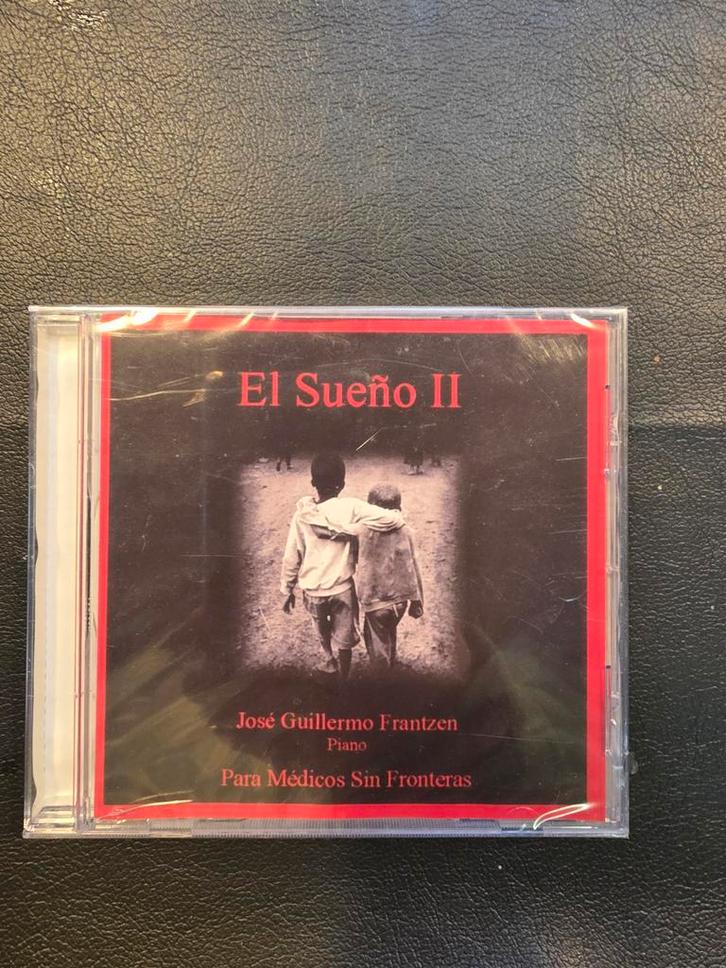 El Sueño II
José Guillermo Frantzen
Piano
Para Médicos Sin Fronteras